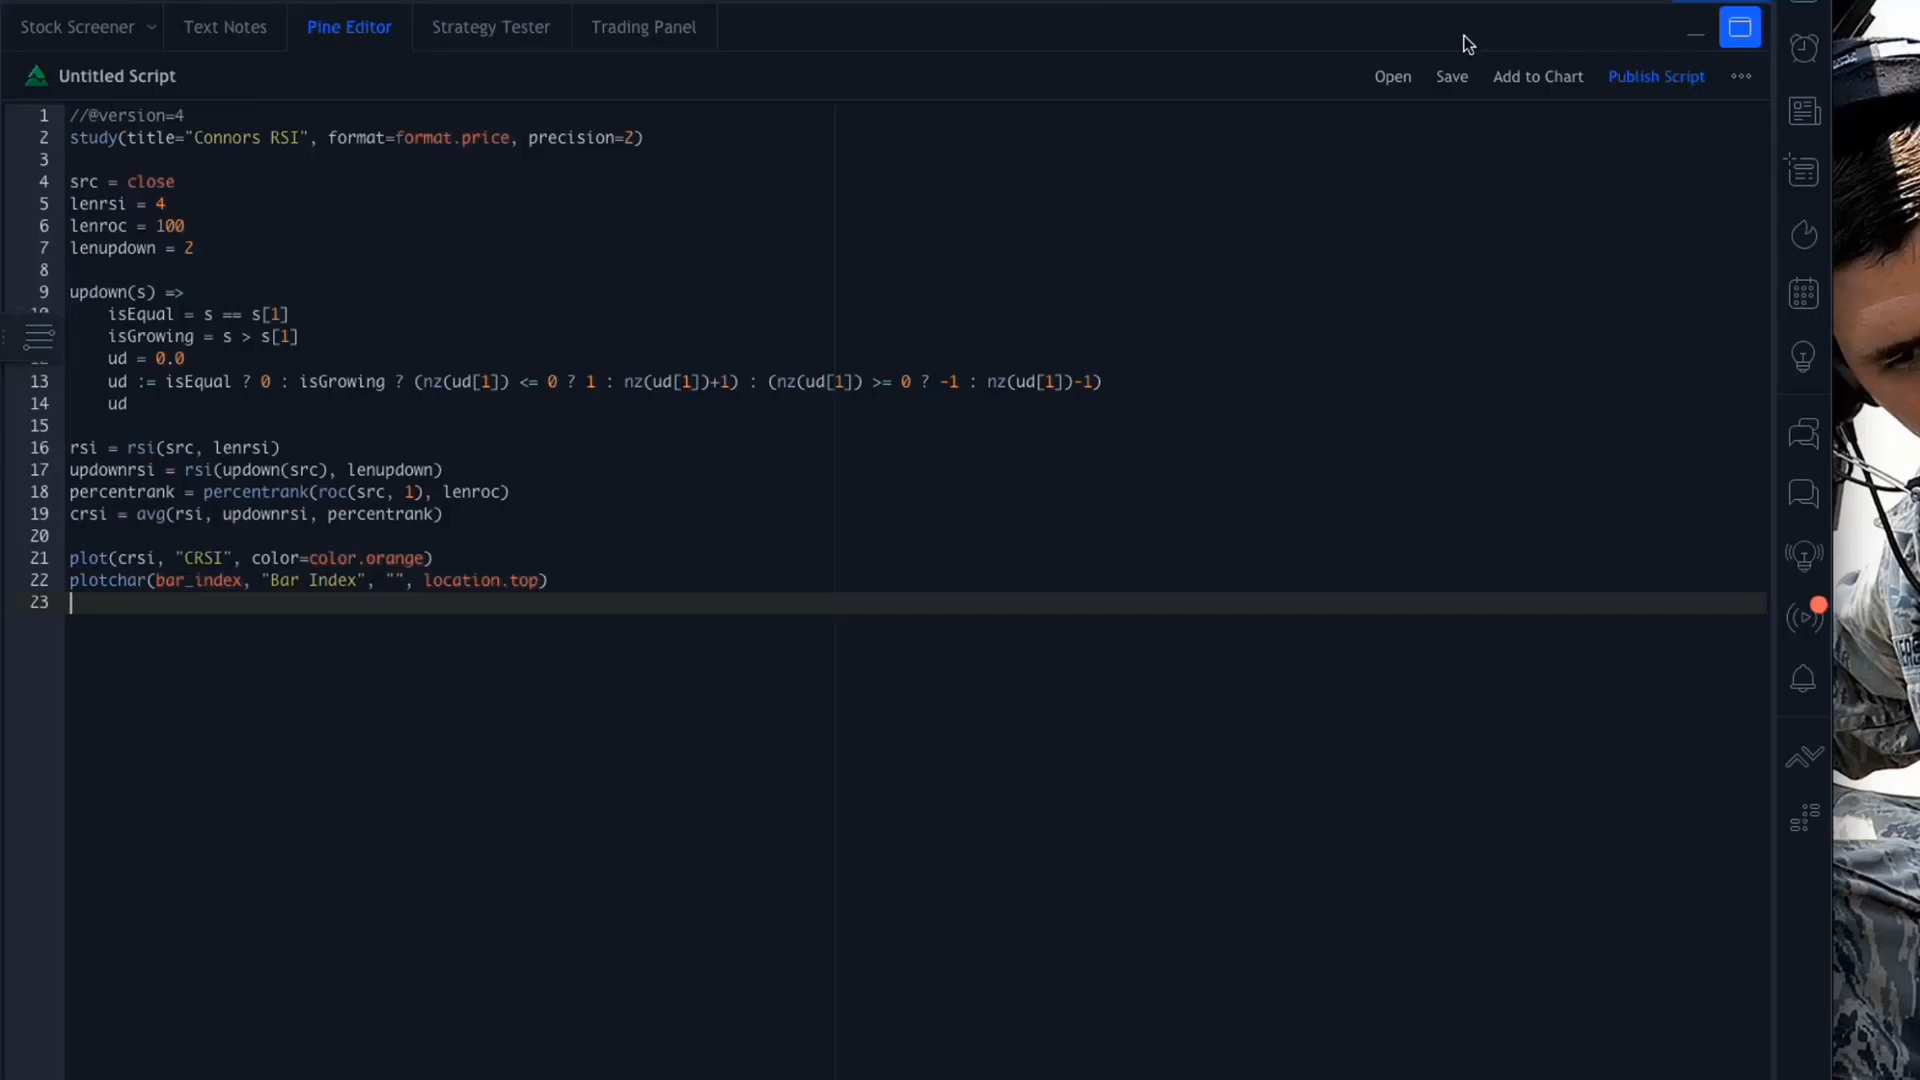 Stock Screener
Text Notes
Pine Editor
Strategy Tester
Trading Panel
Untitled Script
Open
Save
Add to Chart
Publish Script
1 //@version=4
2 study(title="Connors RSI", format=format.price, precision=2)
3
4 src = close
5 lenrsi = 4
6 lenroc = 100
7 lenupdown = 2
8
9 updown(s) =>
10 isEqual = s == s[1]
isGrowing = s > s[1]
12 ud = 0.0
13 ud := isEqual ? 0 : isGrowing ? (nz(ud[1]) <= 0 ? 1 : nz(ud[1])+1) : (nz(ud[1]) >= 0 ? -1 : nz(ud[1])-1)
14 ud
15
16 rsi = rsi(src, lenrsi)
17 updownrsi = rsi(updown(src), lenupdown)
18 percentrank = percentrank(roc(src, 1), lenroc)
19 crsi = avg(rsi, updownrsi, percentrank)
20
21 plot(crsi, "CRSI", color=color.orange)
22 plotchar(bar_index, "Bar Index", "", location.top)
23